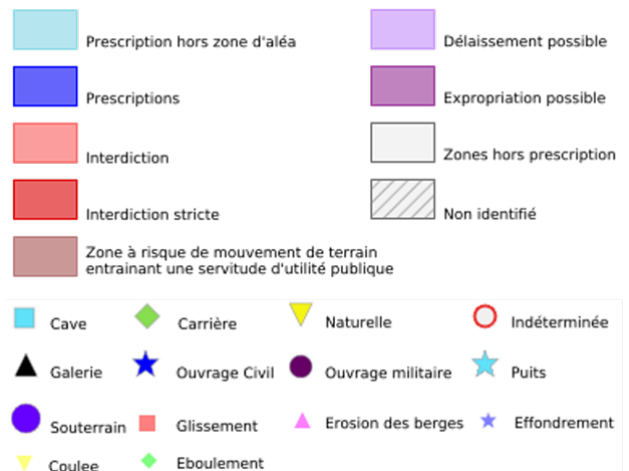 Prescription hors zone d'aléa
Délaissement possible
Prescriptions
Expropriation possible
Interdiction
Zones hors prescription
Interdiction stricte
Non identifié
Zone à risque de mouvement de terrain
entrainant une servitude d'utilité publique
Cave
Carrière
Naturelle
Indéterminée
Galerie
Ouvrage Civil
Ouvrage militaire
Puits
Souterrain
Glissement
Erosion des berges
Effondrement
Coulee
Eboulement